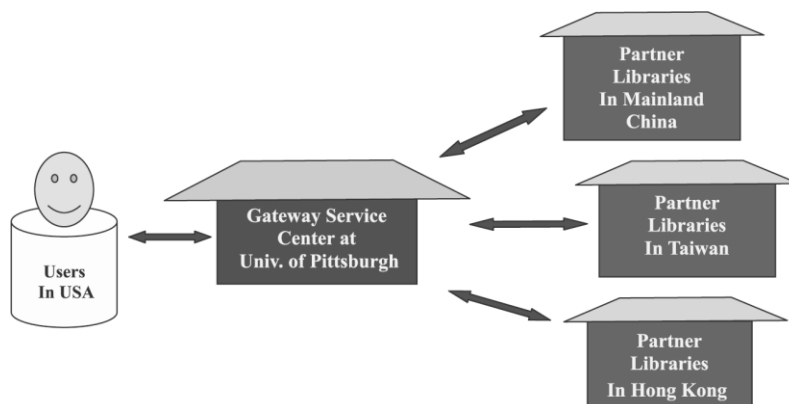 Users
In USA
Gateway Service
Center at
Univ. of Pittsburgh
Partner
Libraries
In Mainland
China
Partner
Libraries
In Taiwan
Partner
Libraries
In Hong Kong